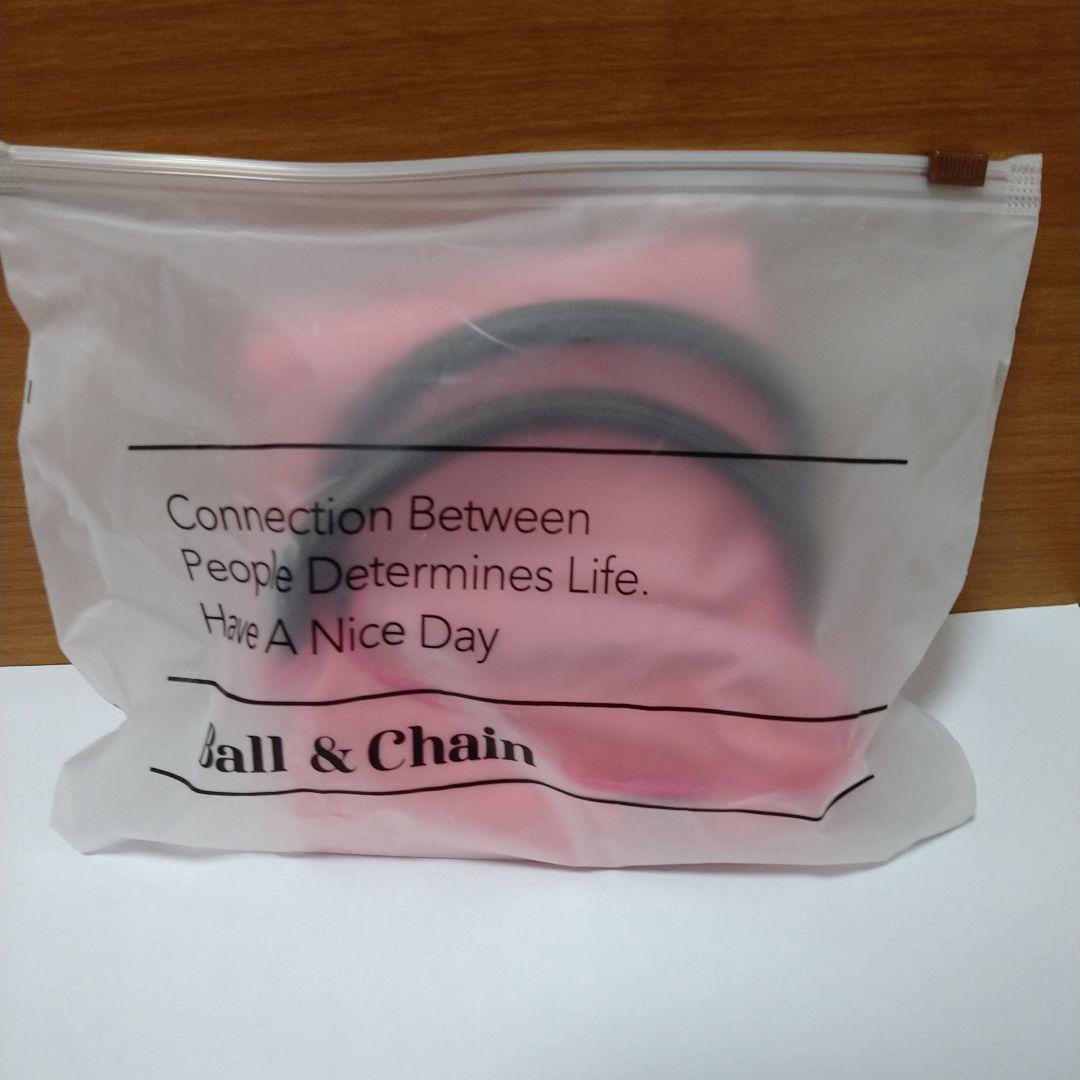 Connection Between
People Determines Life.
Have A Nice Day
Ball & Chain